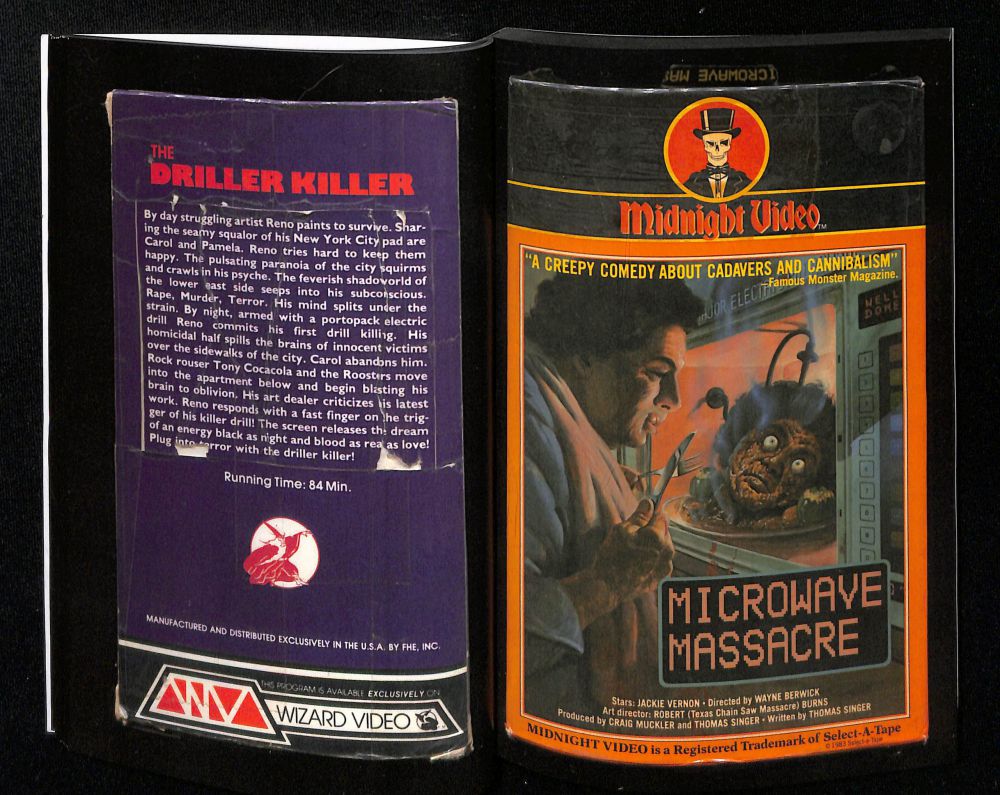 THE
DRILLER KILLER
By day struggling artist Reno paints to survive. Shar-
ing the seamy squalor of his New York City pad are
Carol and Pamela. Reno tries hard to keep them
happy. The pulsating paranoia of the city squirms
and crawls in his psyche. The feverish shadoworld of
the lower east side seeps into his subconscious.
Rape, Murder, Terror. His mind splits under the
strain. By night, armed with a portopack electric
drill Reno commits his first drill killing. His
homicidal half spills the brains of innocent victims
over the sidewalks of the city. Carol abandons him.
Rock rouser Tony Cocacola and the Roosters move
into the apartment below and begin blasting his
brain to oblivion. His art dealer criticizes his latest
work. Reno responds with a fast finger on the trig-
ger of his killer drill! The screen releases the dream
of an energy black as night and blood as rea as love!
Plug into terror with the driller killer!
Running Time: 84 Min.
MANUFACTURED AND DISTRIBUTED EXCLUSIVELY IN THE U.S.A. BY FHE, INC.
THIS PROGRAM IS AVAILABLE EXCLUSIVELY ON
WIZARD VIDEO
ICROWAVE MAS
Midnight Video™
"A CREEPY COMEDY ABOUT CADAVERS AND CANNIBALISM"
—Famous Monster Magazine.
MAJOR ELECTRIC
WELL
DONE
MICROWAVE
MASSACRE
Stars: JACKIE VERNON • Directed by WAYNE BERWICK
Art director: ROBERT (Texas Chain Saw Massacre) BURNS
Produced by CRAIG MUCKLER and THOMAS SINGER • Written by THOMAS SINGER
MIDNIGHT VIDEO is a Registered Trademark of Select-A-Tape
© 1983 Select-a-Tape